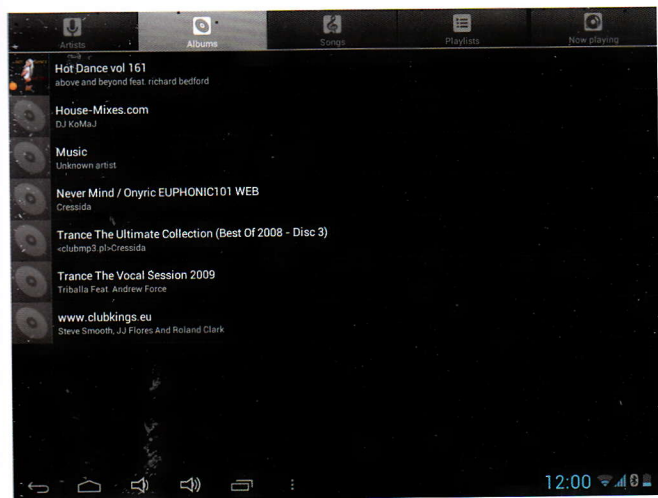 Artists
Albums
Songs
Playlists
Now playing
Hot Dance vol 161
above and beyond feat. richard bedford
House-Mixes.com
DJ KoMaJ
Music
Unknown artist
Never Mind / Onyric EUPHONIC101 WEB
Cressida
Trance The Ultimate Collection (Best Of 2008 - Disc 3)
<clubmp3.pl>Cressida
Trance The Vocal Session 2009
Triballa Feat. Andrew Force
www.clubkings.eu
Steve Smooth, JJ Flores And Roland Clark
12:00